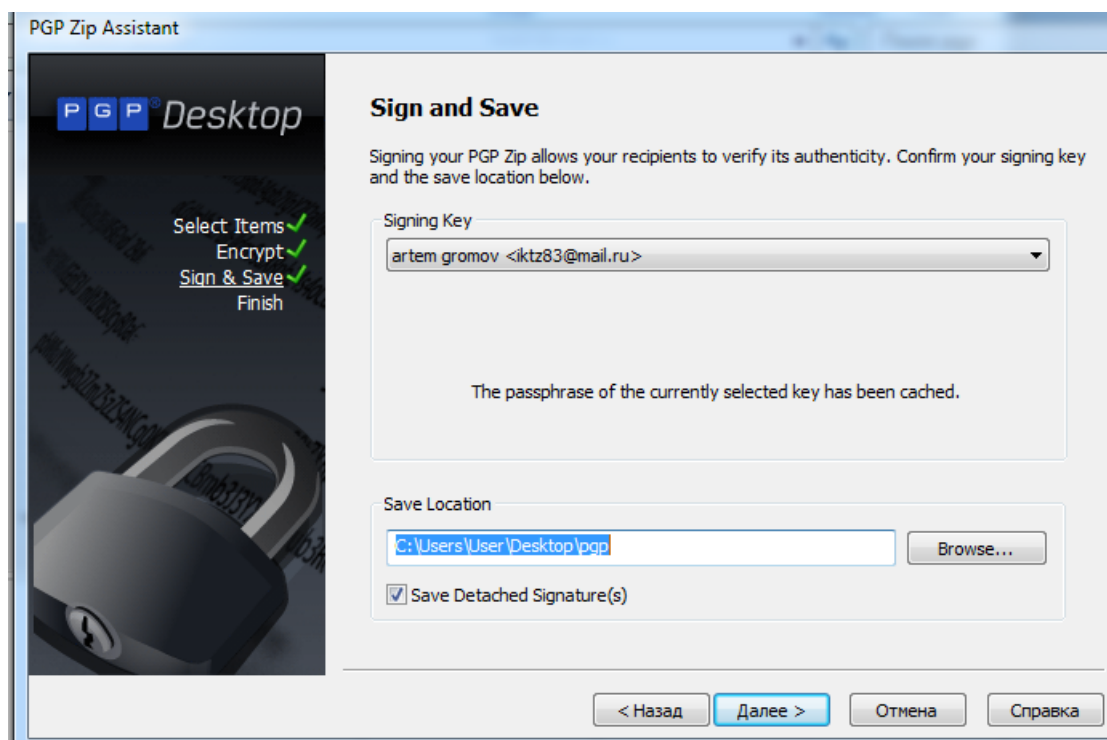 PGP Zip Assistant
PGP® Desktop
Select Items
Encrypt
Sign & Save
Finish
Sign and Save
Signing your PGP Zip allows your recipients to verify its authenticity. Confirm your signing key
and the save location below.
Signing Key
artem gromov <iktz83@mail.ru>
The passphrase of the currently selected key has been cached.
Save Location
C:\Users\User\Desktop\pgp
Browse...
Save Detached Signature(s)
< Назад
Далее >
Отмена
Справка